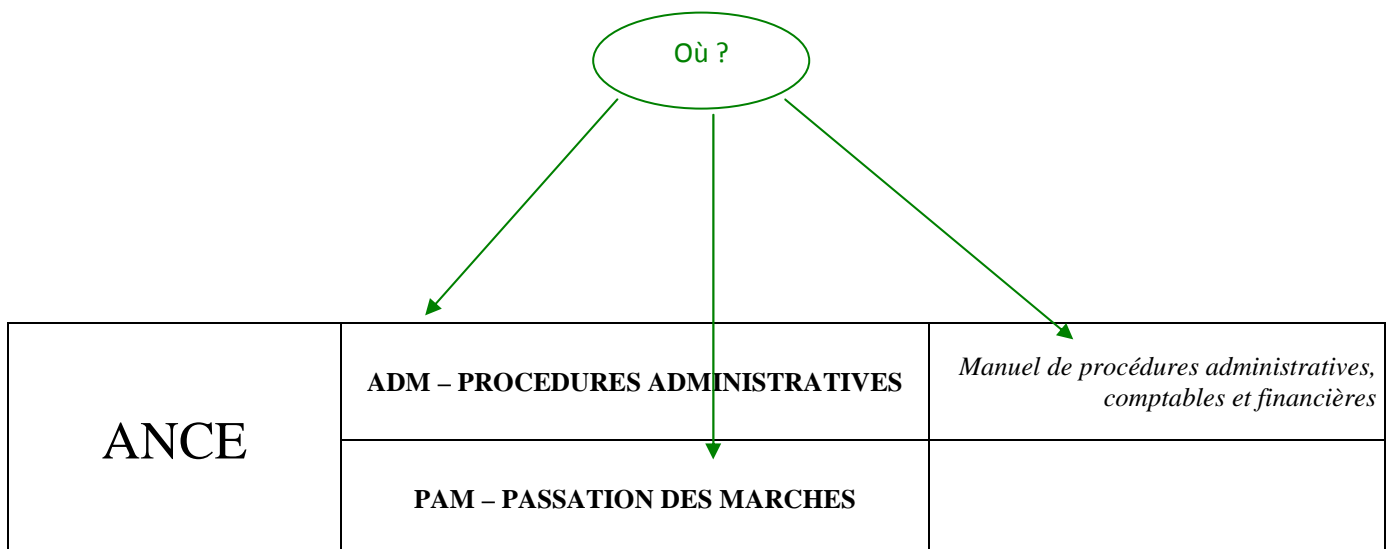 Où ?
ANCE
ADM – PROCEDURES ADMINISTRATIVES
Manuel de procédures administratives,
comptables et financières
PAM – PASSATION DES MARCHES